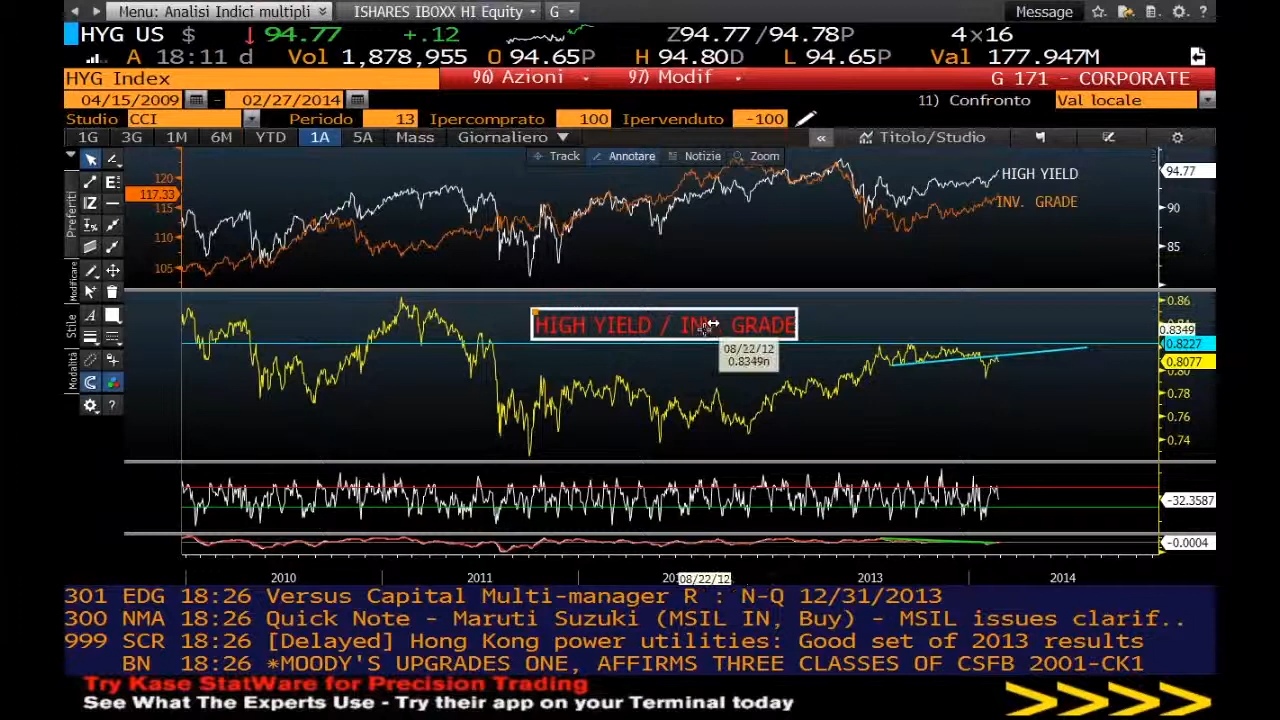 Menu: Analisi Indici multipli ISHARES IBOXX HI Equity G Message ?
HYG US $ 94.77 +.12 Z94.77 /94.78P 4×16
A 18:11 d Vol 1,878,955 O 94.65P H 94.80D L 94.65P Val 177.947M
HYG Index 96) Azioni 97) Modif G 171 - CORPORATE
04/15/2009 - 02/27/2014 11) Confronto Val locale
Studio CCI Periodo 13 Ipercomprato 100 Ipervenduto -100
1G 3G 1M 6M YTD 1A 5A Mass Giornaliero « Titolo/Studio
Track Annotare Notizie Zoom
Preferiti
Modificare
Stile
Modalità
120
117.33
115
110
105
HIGH YIELD
INV. GRADE
94.77
90
85
HIGH YIELD / INV. GRADE
08/22/12
0.8349n
0.86
0.8349
0.8227
0.8077
0.80
0.78
0.76
0.74
-32.3587
-0.0004
2010 2011 08/22/12 2013 2014
301 EDG 18:26 Versus Capital Multi-manager R : N-Q 12/31/2013
300 NMA 18:26 Quick Note - Maruti Suzuki (MSIL IN, Buy) - MSIL issues clarif..
999 SCR 18:26 [Delayed] Hong Kong power utilities: Good set of 2013 results
BN 18:26 *MOODY'S UPGRADES ONE, AFFIRMS THREE CLASSES OF CSFB 2001-CK1
Try Kase StatWare for Precision Trading
See What The Experts Use - Try their app on your Terminal today